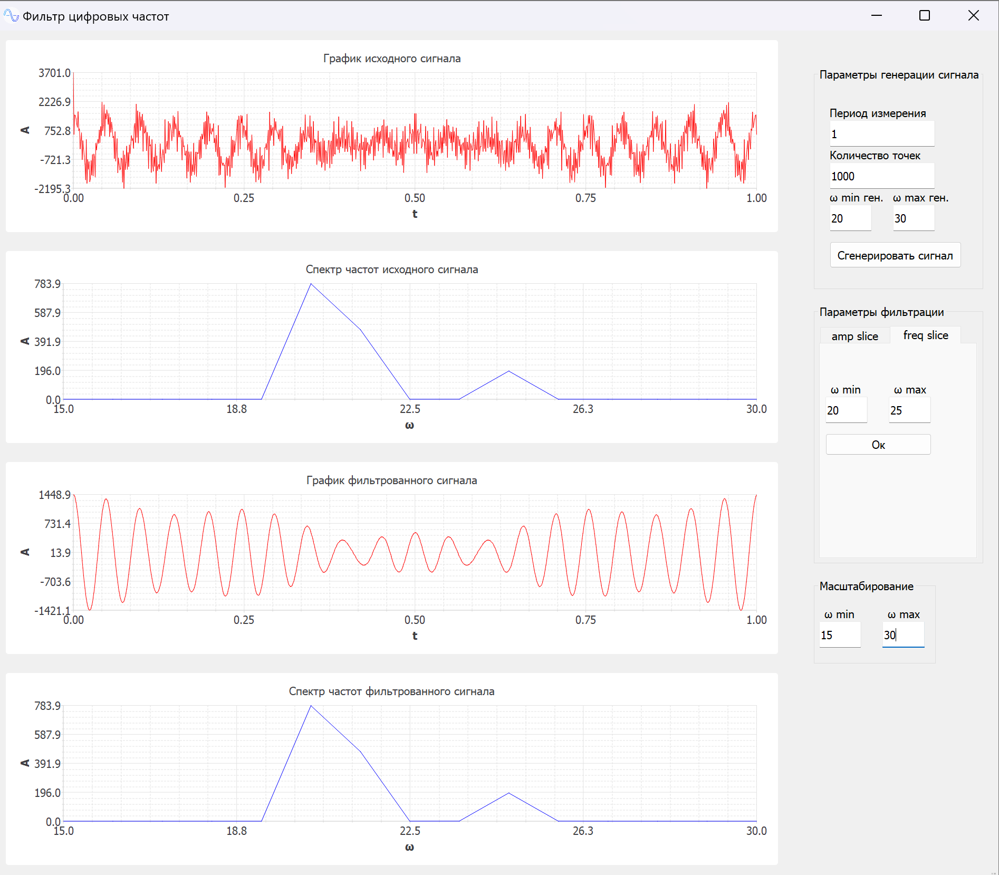 Фильтр цифровых частот
График исходного сигнала
3701.0
2226.9
752.8
-721.3
-2195.3
A
0.00 0.25 0.50 0.75 1.00
t
Спектр частот исходного сигнала
783.9
587.9
391.9
196.0
0.0
A
15.0 18.8 22.5 26.3 30.0
ω
График фильтрованного сигнала
1448.9
731.4
13.9
-703.6
-1421.1
A
0.00 0.25 0.50 0.75 1.00
t
Спектр частот фильтрованного сигнала
783.9
587.9
391.9
196.0
0.0
A
15.0 18.8 22.5 26.3 30.0
ω
Параметры генерации сигнала
Период измерения
1
Количество точек
1000
ω min ген. ω max ген.
20 30
Сгенерировать сигнал
Параметры фильтрации
amp slice freq slice
ω min ω max
20 25
Ок
Масштабирование
ω min ω max
15 30